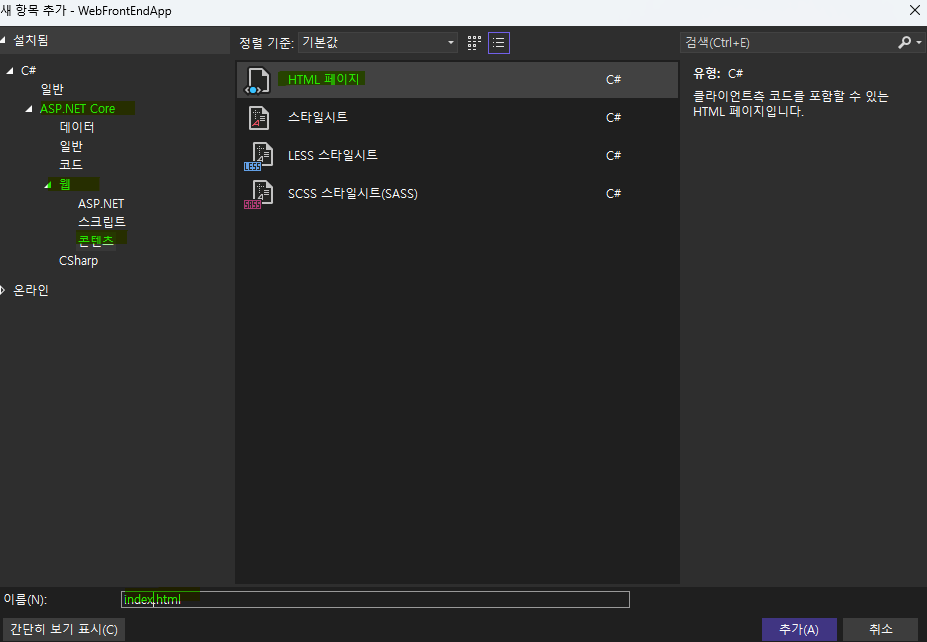 새 항목 추가 - WebFrontEndApp
설치됨
정렬 기준: 기본값
검색(Ctrl+E)
C#
일반
ASP.NET Core
데이터
일반
코드
웹
ASP.NET
스크립트
콘텐츠
CSharp
온라인
HTML 페이지 C#
스타일시트 C#
LESS 스타일시트 C#
LESS
SCSS 스타일시트(SASS) C#
SASS
유형: C#
클라이언트측 코드를 포함할 수 있는
HTML 페이지입니다.
이름(N): index.html
간단히 보기 표시(C) 추가(A) 취소